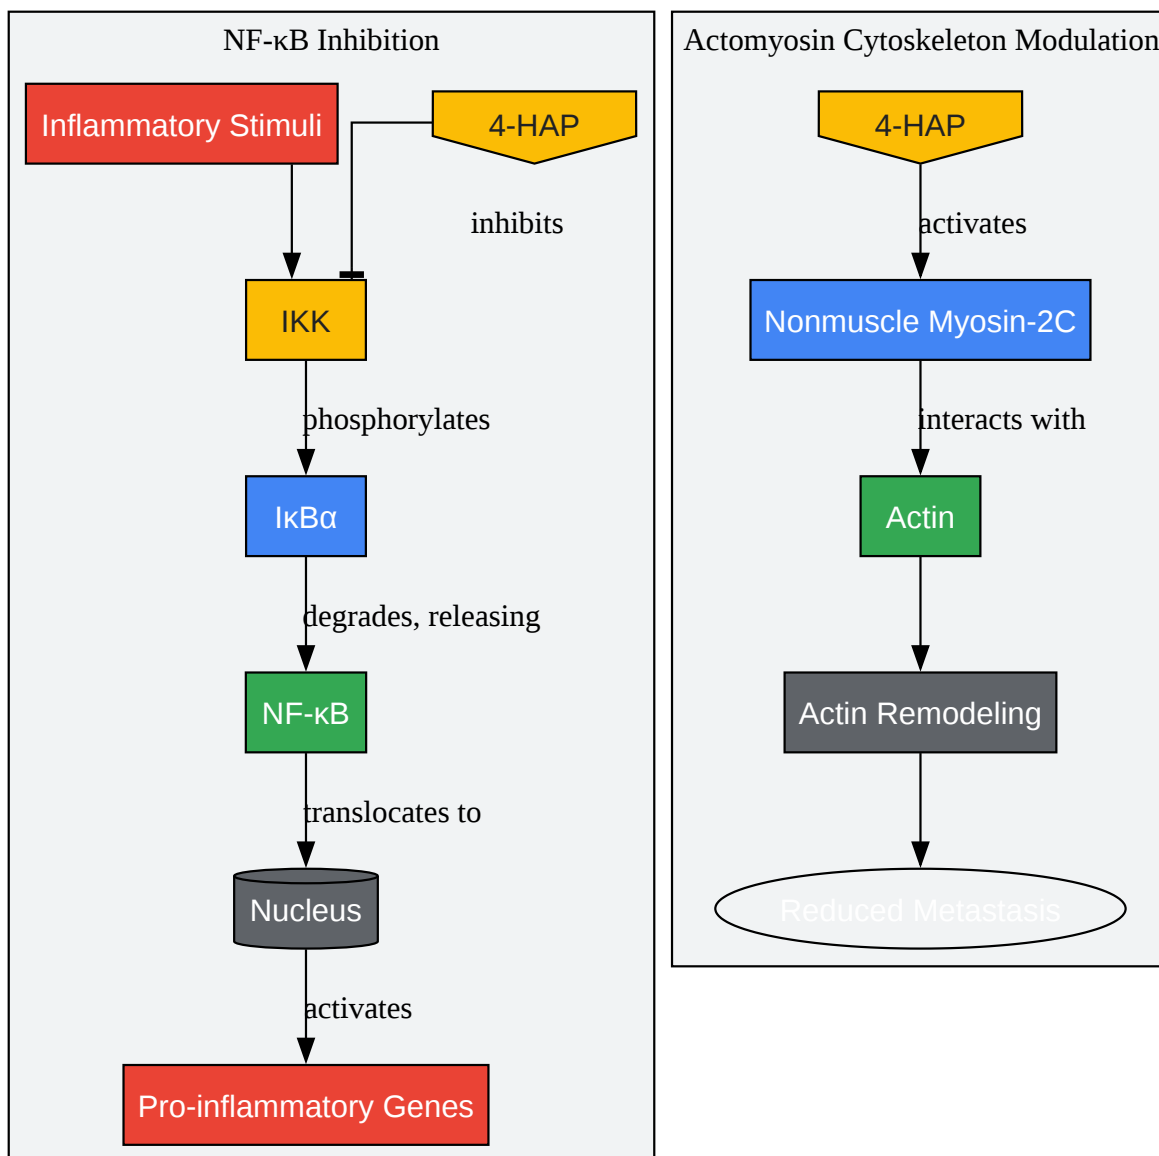 NF-κB Inhibition
Inflammatory Stimuli
4-HAP
inhibits
IKK
phosphorylates
IκBα
degrades, releasing
NF-κB
translocates to
Nucleus
activates
Pro-inflammatory Genes
Actomyosin Cytoskeleton Modulation
4-HAP
activates
Nonmuscle Myosin-2C
interacts with
Actin
Actin Remodeling
Reduced Metastasis